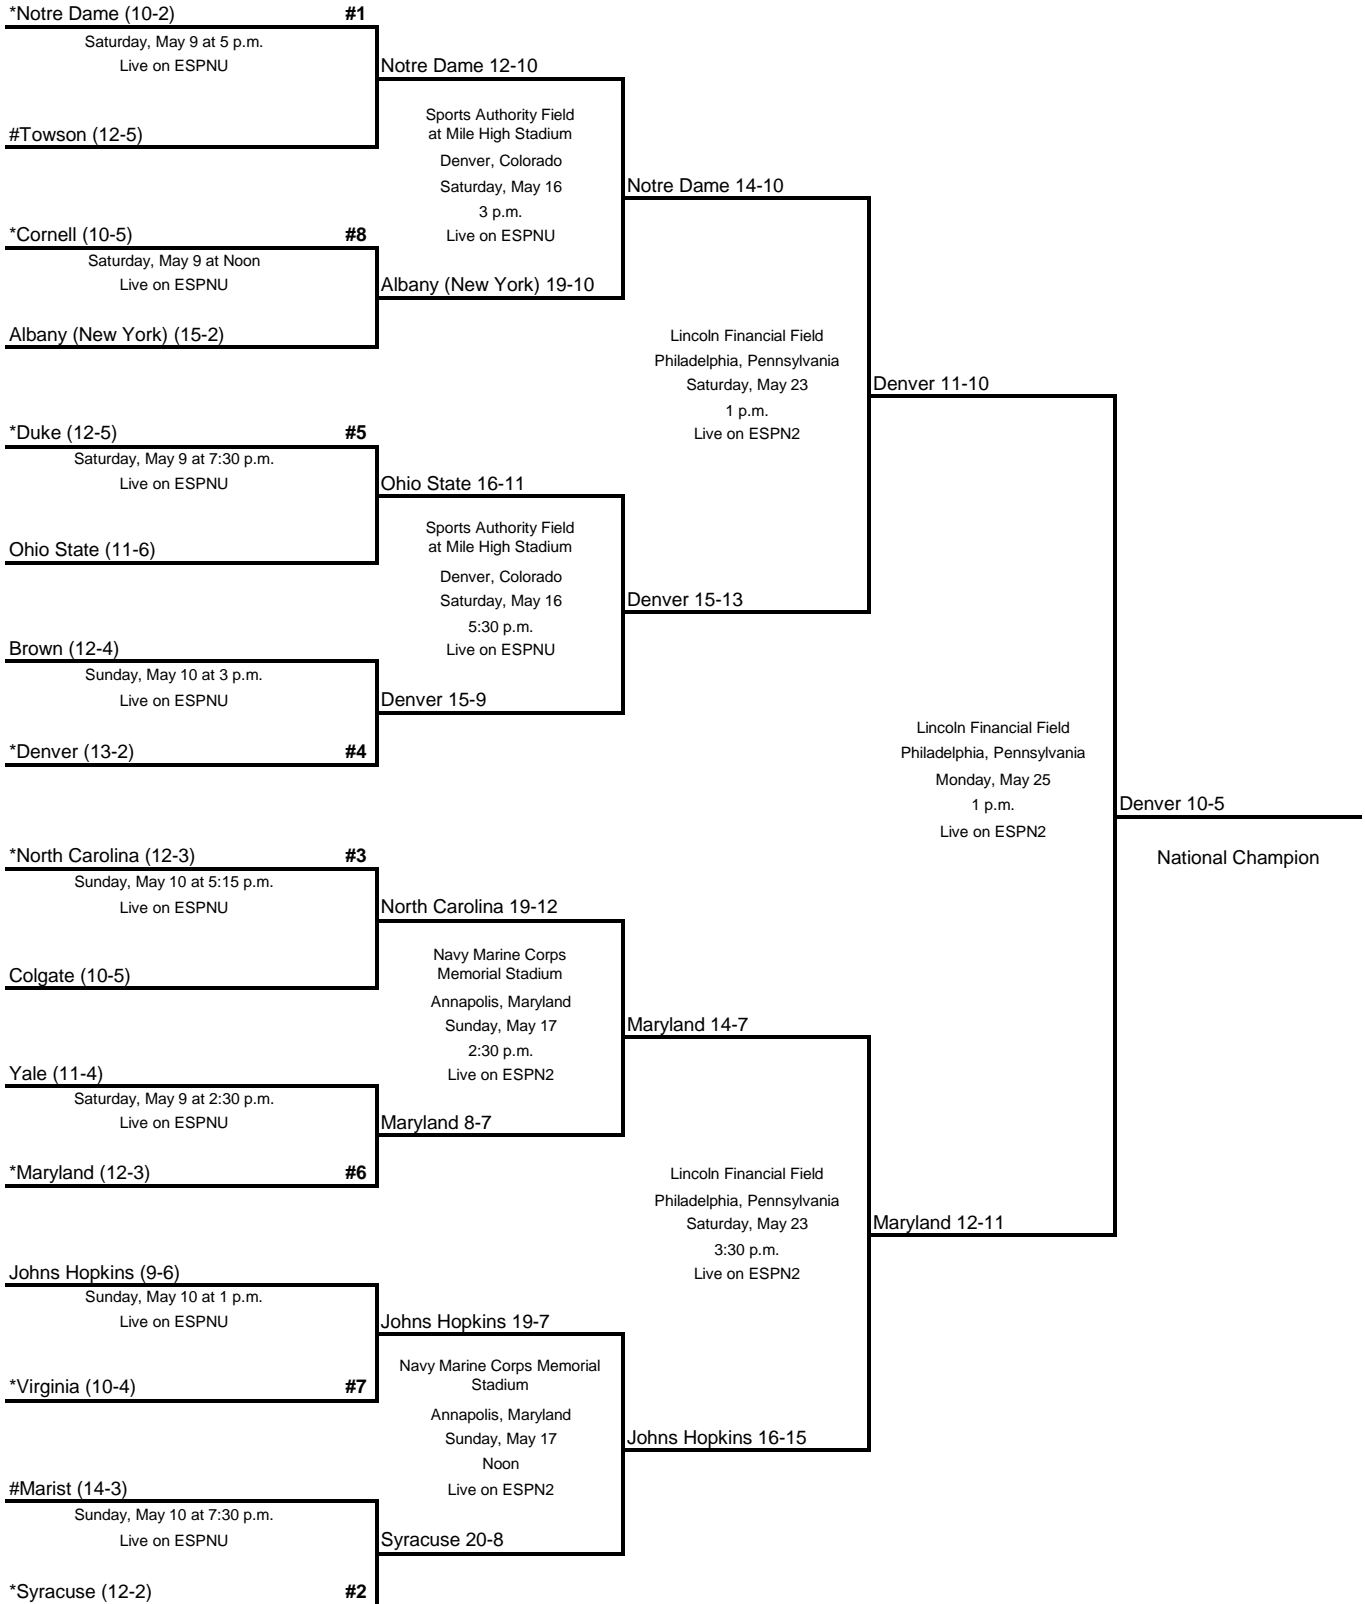 *Notre Dame (10-2) #1
Saturday, May 9 at 5 p.m.
Live on ESPNU
#Towson (12-5)
*Cornell (10-5) #8
Saturday, May 9 at Noon
Live on ESPNU
Albany (New York) (15-2)
*Duke (12-5) #5
Saturday, May 9 at 7:30 p.m.
Live on ESPNU
Ohio State (11-6)
Brown (12-4)
Sunday, May 10 at 3 p.m.
Live on ESPNU
*Denver (13-2) #4
*North Carolina (12-3) #3
Sunday, May 10 at 5:15 p.m.
Live on ESPNU
Colgate (10-5)
Yale (11-4)
Saturday, May 9 at 2:30 p.m.
Live on ESPNU
*Maryland (12-3) #6
Johns Hopkins (9-6)
Sunday, May 10 at 1 p.m.
Live on ESPNU
*Virginia (10-4) #7
#Marist (14-3)
Sunday, May 10 at 7:30 p.m.
Live on ESPNU
*Syracuse (12-2) #2
Notre Dame 12-10
Sports Authority Field
at Mile High Stadium
Denver, Colorado
Saturday, May 16
3 p.m.
Live on ESPNU
Albany (New York) 19-10
Ohio State 16-11
Sports Authority Field
at Mile High Stadium
Denver, Colorado
Saturday, May 16
5:30 p.m.
Live on ESPNU
Denver 15-9
North Carolina 19-12
Navy Marine Corps
Memorial Stadium
Annapolis, Maryland
Sunday, May 17
2:30 p.m.
Live on ESPN2
Maryland 8-7
Johns Hopkins 19-7
Navy Marine Corps Memorial
Stadium
Annapolis, Maryland
Sunday, May 17
Noon
Live on ESPN2
Syracuse 20-8
Notre Dame 14-10
Lincoln Financial Field
Philadelphia, Pennsylvania
Saturday, May 23
1 p.m.
Live on ESPN2
Denver 15-13
Maryland 14-7
Lincoln Financial Field
Philadelphia, Pennsylvania
Saturday, May 23
3:30 p.m.
Live on ESPN2
Johns Hopkins 16-15
Denver 11-10
Lincoln Financial Field
Philadelphia, Pennsylvania
Monday, May 25
1 p.m.
Live on ESPN2
Maryland 12-11
Denver 10-5
National Champion